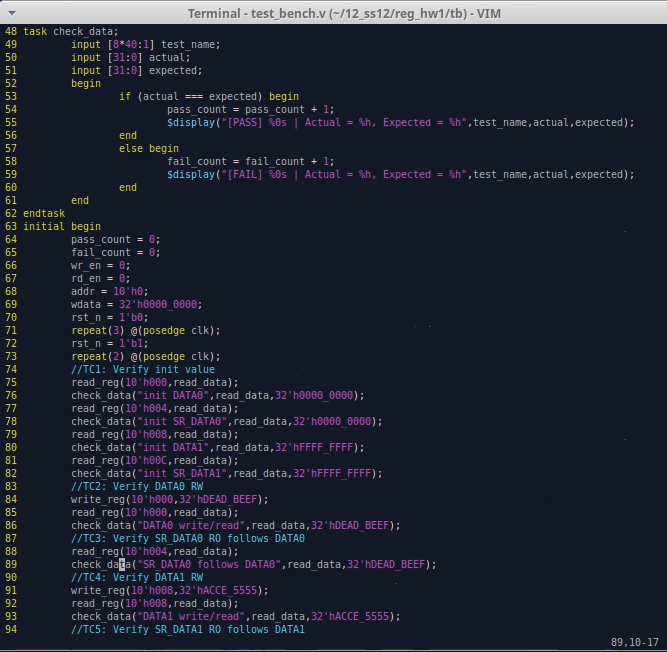 Terminal - test_bench.v (~/12_ss12/reg_hw1/tb) - VIM
48 task check_data;
49         input [8*40:1] test_name;
50         input [31:0] actual;
51         input [31:0] expected;
52         begin
53                 if (actual === expected) begin
54                         pass_count = pass_count + 1;
55                         $display("[PASS] %0s | Actual = %h, Expected = %h",test_name,actual,expected);
56                 end
57                 else begin
58                         fail_count = fail_count + 1;
59                         $display("[FAIL] %0s | Actual = %h, Expected = %h",test_name,actual,expected);
60                 end
61         end
62 endtask
63 initial begin
64         pass_count = 0;
65         fail_count = 0;
66         wr_en = 0;
67         rd_en = 0;
68         addr = 10'h0;
69         wdata = 32'h0000_0000;
70         rst_n = 1'b0;
71         repeat(3) @(posedge clk);
72         rst_n = 1'b1;
73         repeat(2) @(posedge clk);
74         //TC1: Verify init value
75         read_reg(10'h000,read_data);
76         check_data("init DATA0",read_data,32'h0000_0000);
77         read_reg(10'h004,read_data);
78         check_data("init SR_DATA0",read_data,32'h0000_0000);
79         read_reg(10'h008,read_data);
80         check_data("init DATA1",read_data,32'hFFFF_FFFF);
81         read_reg(10'h00C,read_data);
82         check_data("init SR_DATA1",read_data,32'hFFFF_FFFF);
83         //TC2: Verify DATA0 RW
84         write_reg(10'h000,32'hDEAD_BEEF);
85         read_reg(10'h000,read_data);
86         check_data("DATA0 write/read",read_data,32'hDEAD_BEEF);
87         //TC3: Verify SR_DATA0 RO follows DATA0
88         read_reg(10'h004,read_data);
89         check_data("SR_DATA0 follows DATA0",read_data,32'hDEAD_BEEF);
90         //TC4: Verify DATA1 RW
91         write_reg(10'h008,32'hACCE_5555);
92         read_reg(10'h008,read_data);
93         check_data("DATA1 write/read",read_data,32'hACCE_5555);
94         //TC5: Verify SR_DATA1 RO follows DATA1
89,10-17